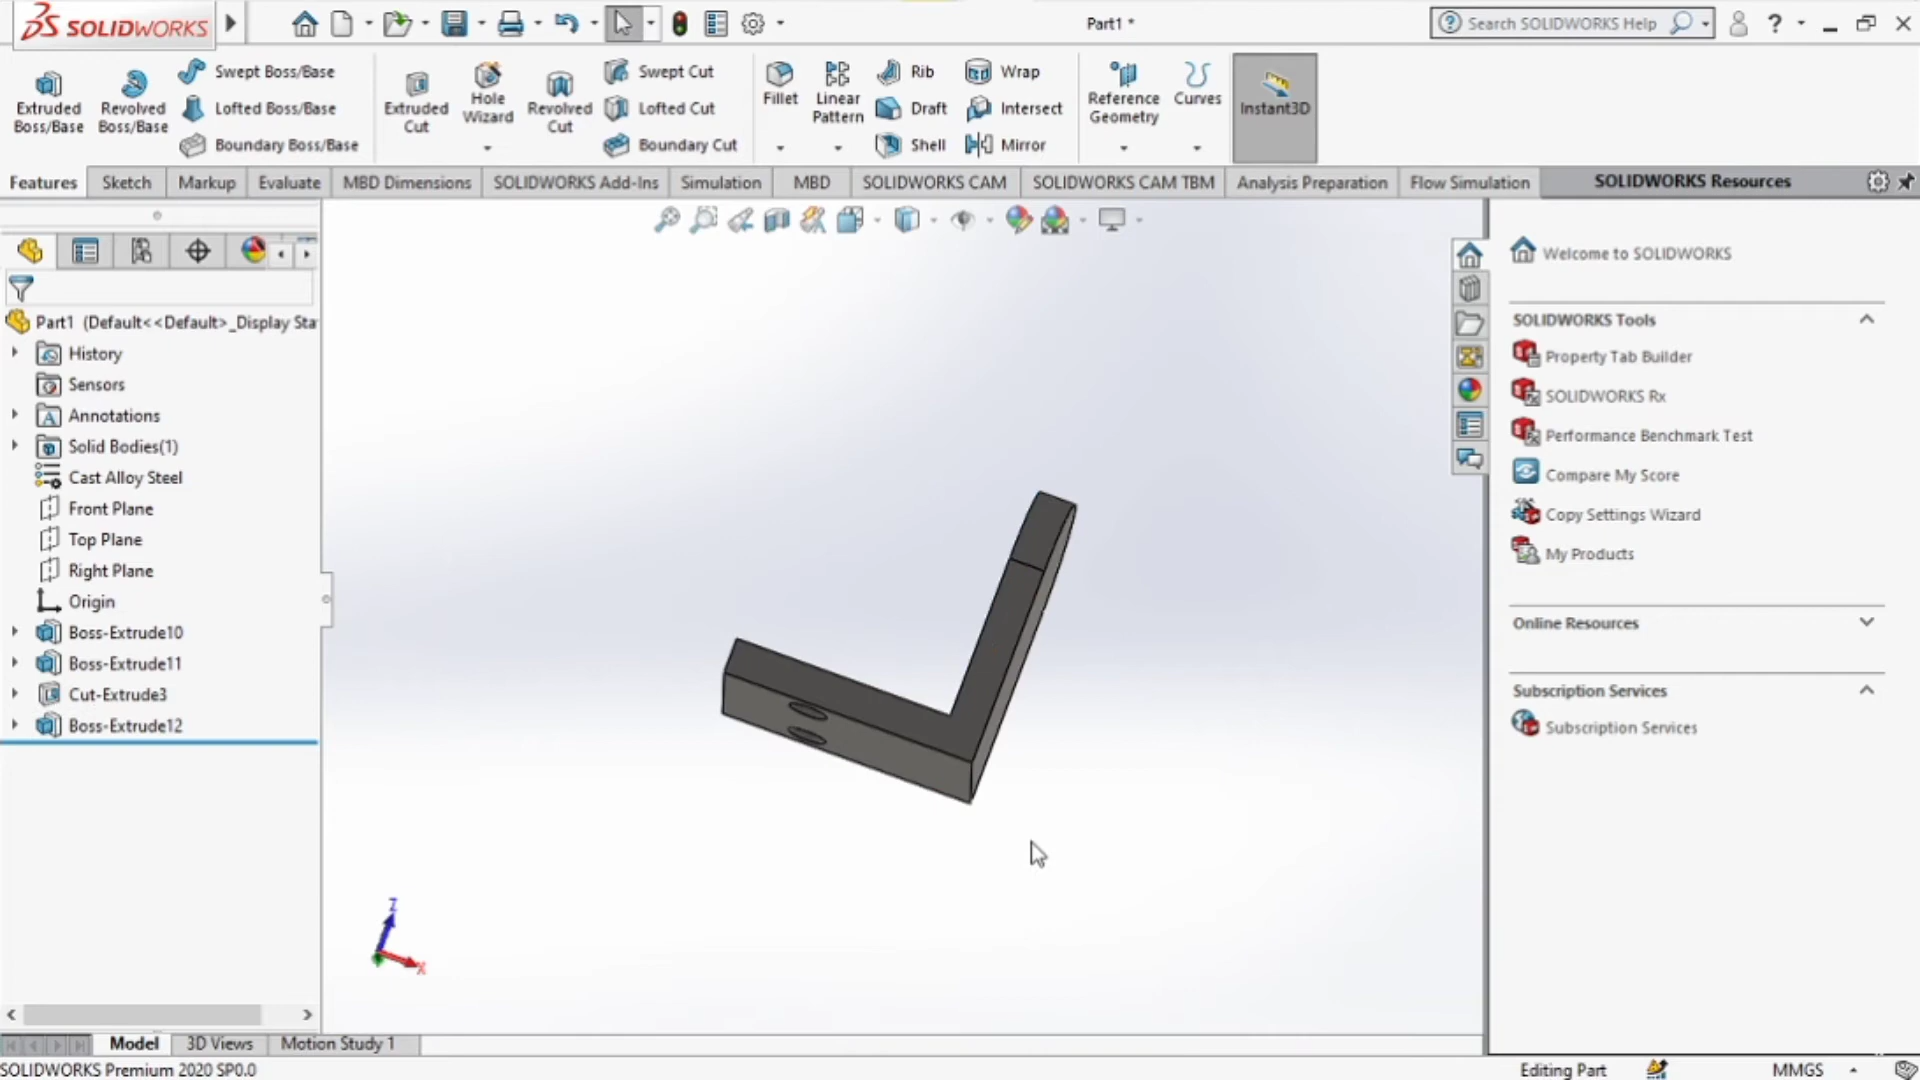 SOLIDWORKS
Part1 *
Search SOLIDWORKS Help
?
Extruded Boss/Base
Revolved Boss/Base
Swept Boss/Base
Lofted Boss/Base
Boundary Boss/Base
Extruded Cut
Hole Wizard
Revolved Cut
Swept Cut
Lofted Cut
Boundary Cut
Fillet
Linear Pattern
Rib
Draft
Shell
Wrap
Intersect
Mirror
Reference Geometry
Curves
Instant3D
Features
Sketch
Markup
Evaluate
MBD Dimensions
SOLIDWORKS Add-Ins
Simulation
MBD
SOLIDWORKS CAM
SOLIDWORKS CAM TBM
Analysis Preparation
Flow Simulation
SOLIDWORKS Resources
Part1 (Default<<Default>_Display Sta
History
Sensors
Annotations
Solid Bodies(1)
Cast Alloy Steel
Front Plane
Top Plane
Right Plane
Origin
Boss-Extrude10
Boss-Extrude11
Cut-Extrude3
Boss-Extrude12
Z
X
Welcome to SOLIDWORKS
SOLIDWORKS Tools
Property Tab Builder
SOLIDWORKS Rx
Performance Benchmark Test
Compare My Score
Copy Settings Wizard
My Products
Online Resources
Subscription Services
Subscription Services
Model
3D Views
Motion Study 1
SOLIDWORKS Premium 2020 SP0.0
Editing Part
MMGS